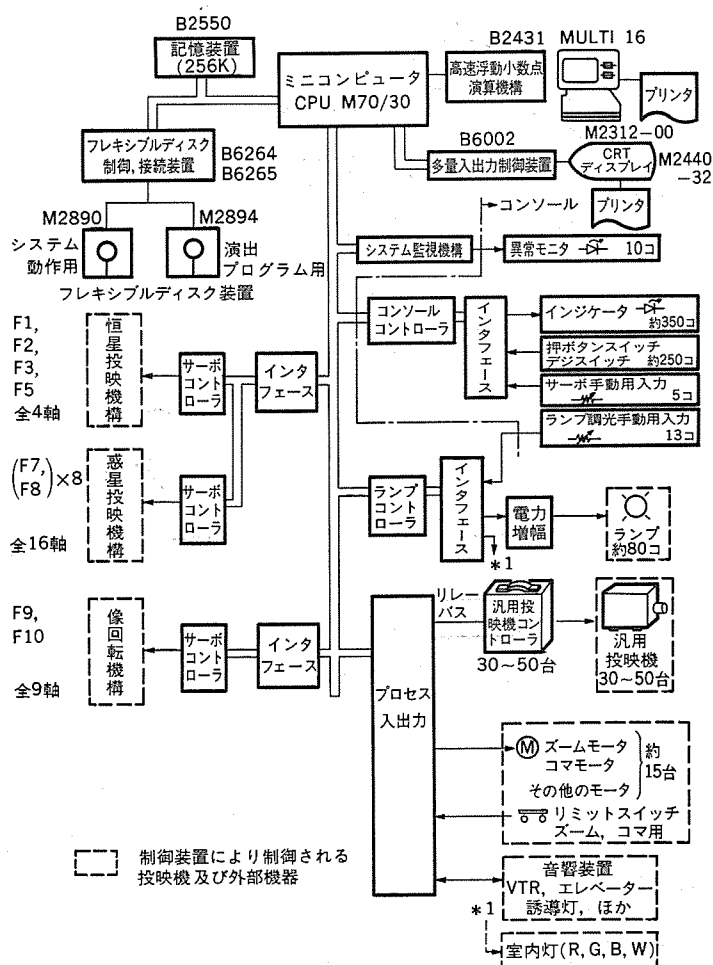 B2550
記憶装置
(256K)
ミニコンピュータ
CPU M70/30
B2431
高速浮動小数点
演算機構
MULTI 16
プリンタ
フレキシブルディスク
制御,接続装置
B6264
B6265
B6002
多量入出力制御装置
M2312-00
CRT
ディスプレイ
M2440
-32
プリンタ
M2890
システム
動作用
M2894
演出
プログラム用
フレキシブルディスク装置
コンソール
システム監視機構
異常モニタ 10コ
コンソール
コントローラ
インタフェース
インジケータ
約350コ
押ボタンスイッチ
デジスイッチ 約250コ
サーボ手動用入力
5コ
ランプ調光手動用入力
13コ
F1,
F2,
F3,
F5
全4軸
恒星投映機構
サーボ
コント
ローラ
インタ
フェース
(F7,
F8)×8
全16軸
惑星投映機構
サーボ
コント
ローラ
ランプ
コント
ローラ
インタフェース
電力
増幅
ランプ
約80コ
*1
F9,
F10
全9軸
像回転機構
サーボ
コント
ローラ
インタ
フェース
プロセス
入出力
リレー
バス
汎用投
映機コン
トローラ
30~50台
汎用
投映機
30~50台
M ズームモータ
コマモータ
その他のモータ
約
15台
リミットスイッチ
ズーム,コマ用
音響装置
VTR,エレベーター
誘導灯,ほか
*1
室内灯(R,G,B,W)
制御装置により制御される
投映機及び外部機器